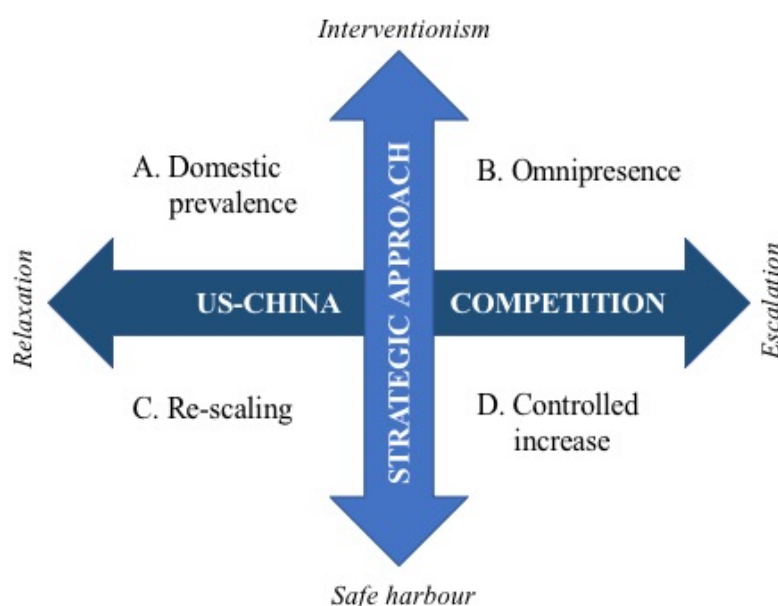 Interventionism
A. Domestic
prevalence
B. Omnipresence
Relaxation
US-CHINA
STRATEGIC APPROACH
COMPETITION
Escalation
C. Re-scaling
D. Controlled
increase
Safe harbour